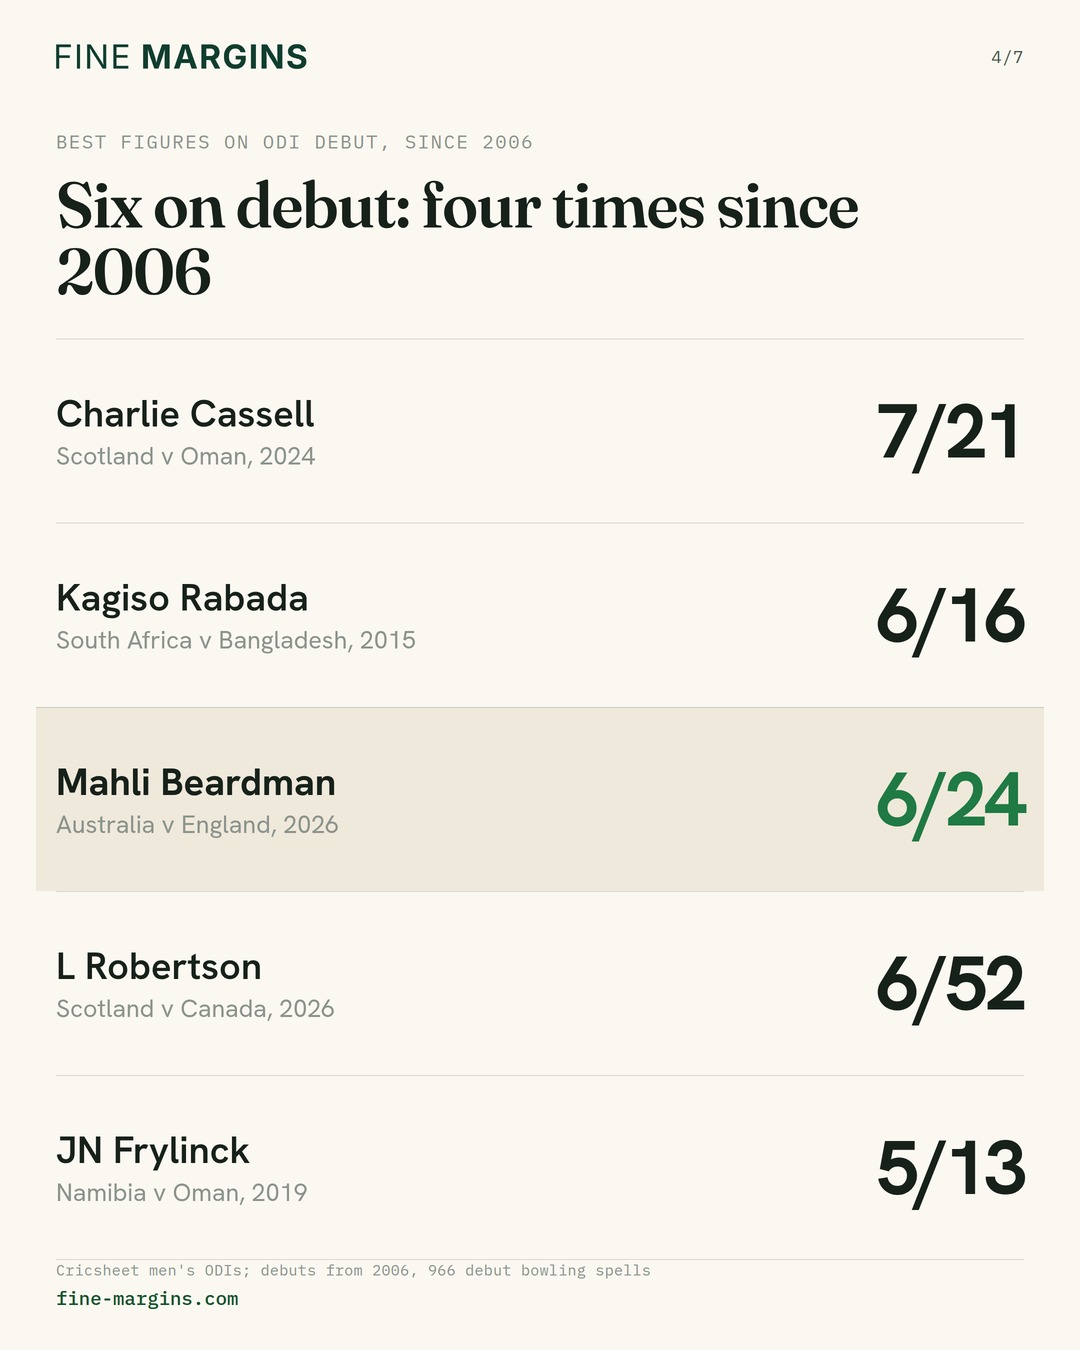 FINE MARGINS
4/7
BEST FIGURES ON ODI DEBUT, SINCE 2006
Six on debut: four times since
2006
Charlie Cassell
7/21
Scotland v Oman, 2024
Kagiso Rabada
6/16
South Africa v Bangladesh, 2015
Mahli Beardman
6/24
Australia v England, 2026
L Robertson
6/52
Scotland v Canada, 2026
JN Frylinck
5/13
Namibia v Oman, 2019
Cricsheet men's ODIs; debuts from 2006, 966 debut bowling spells
fine-margins.com